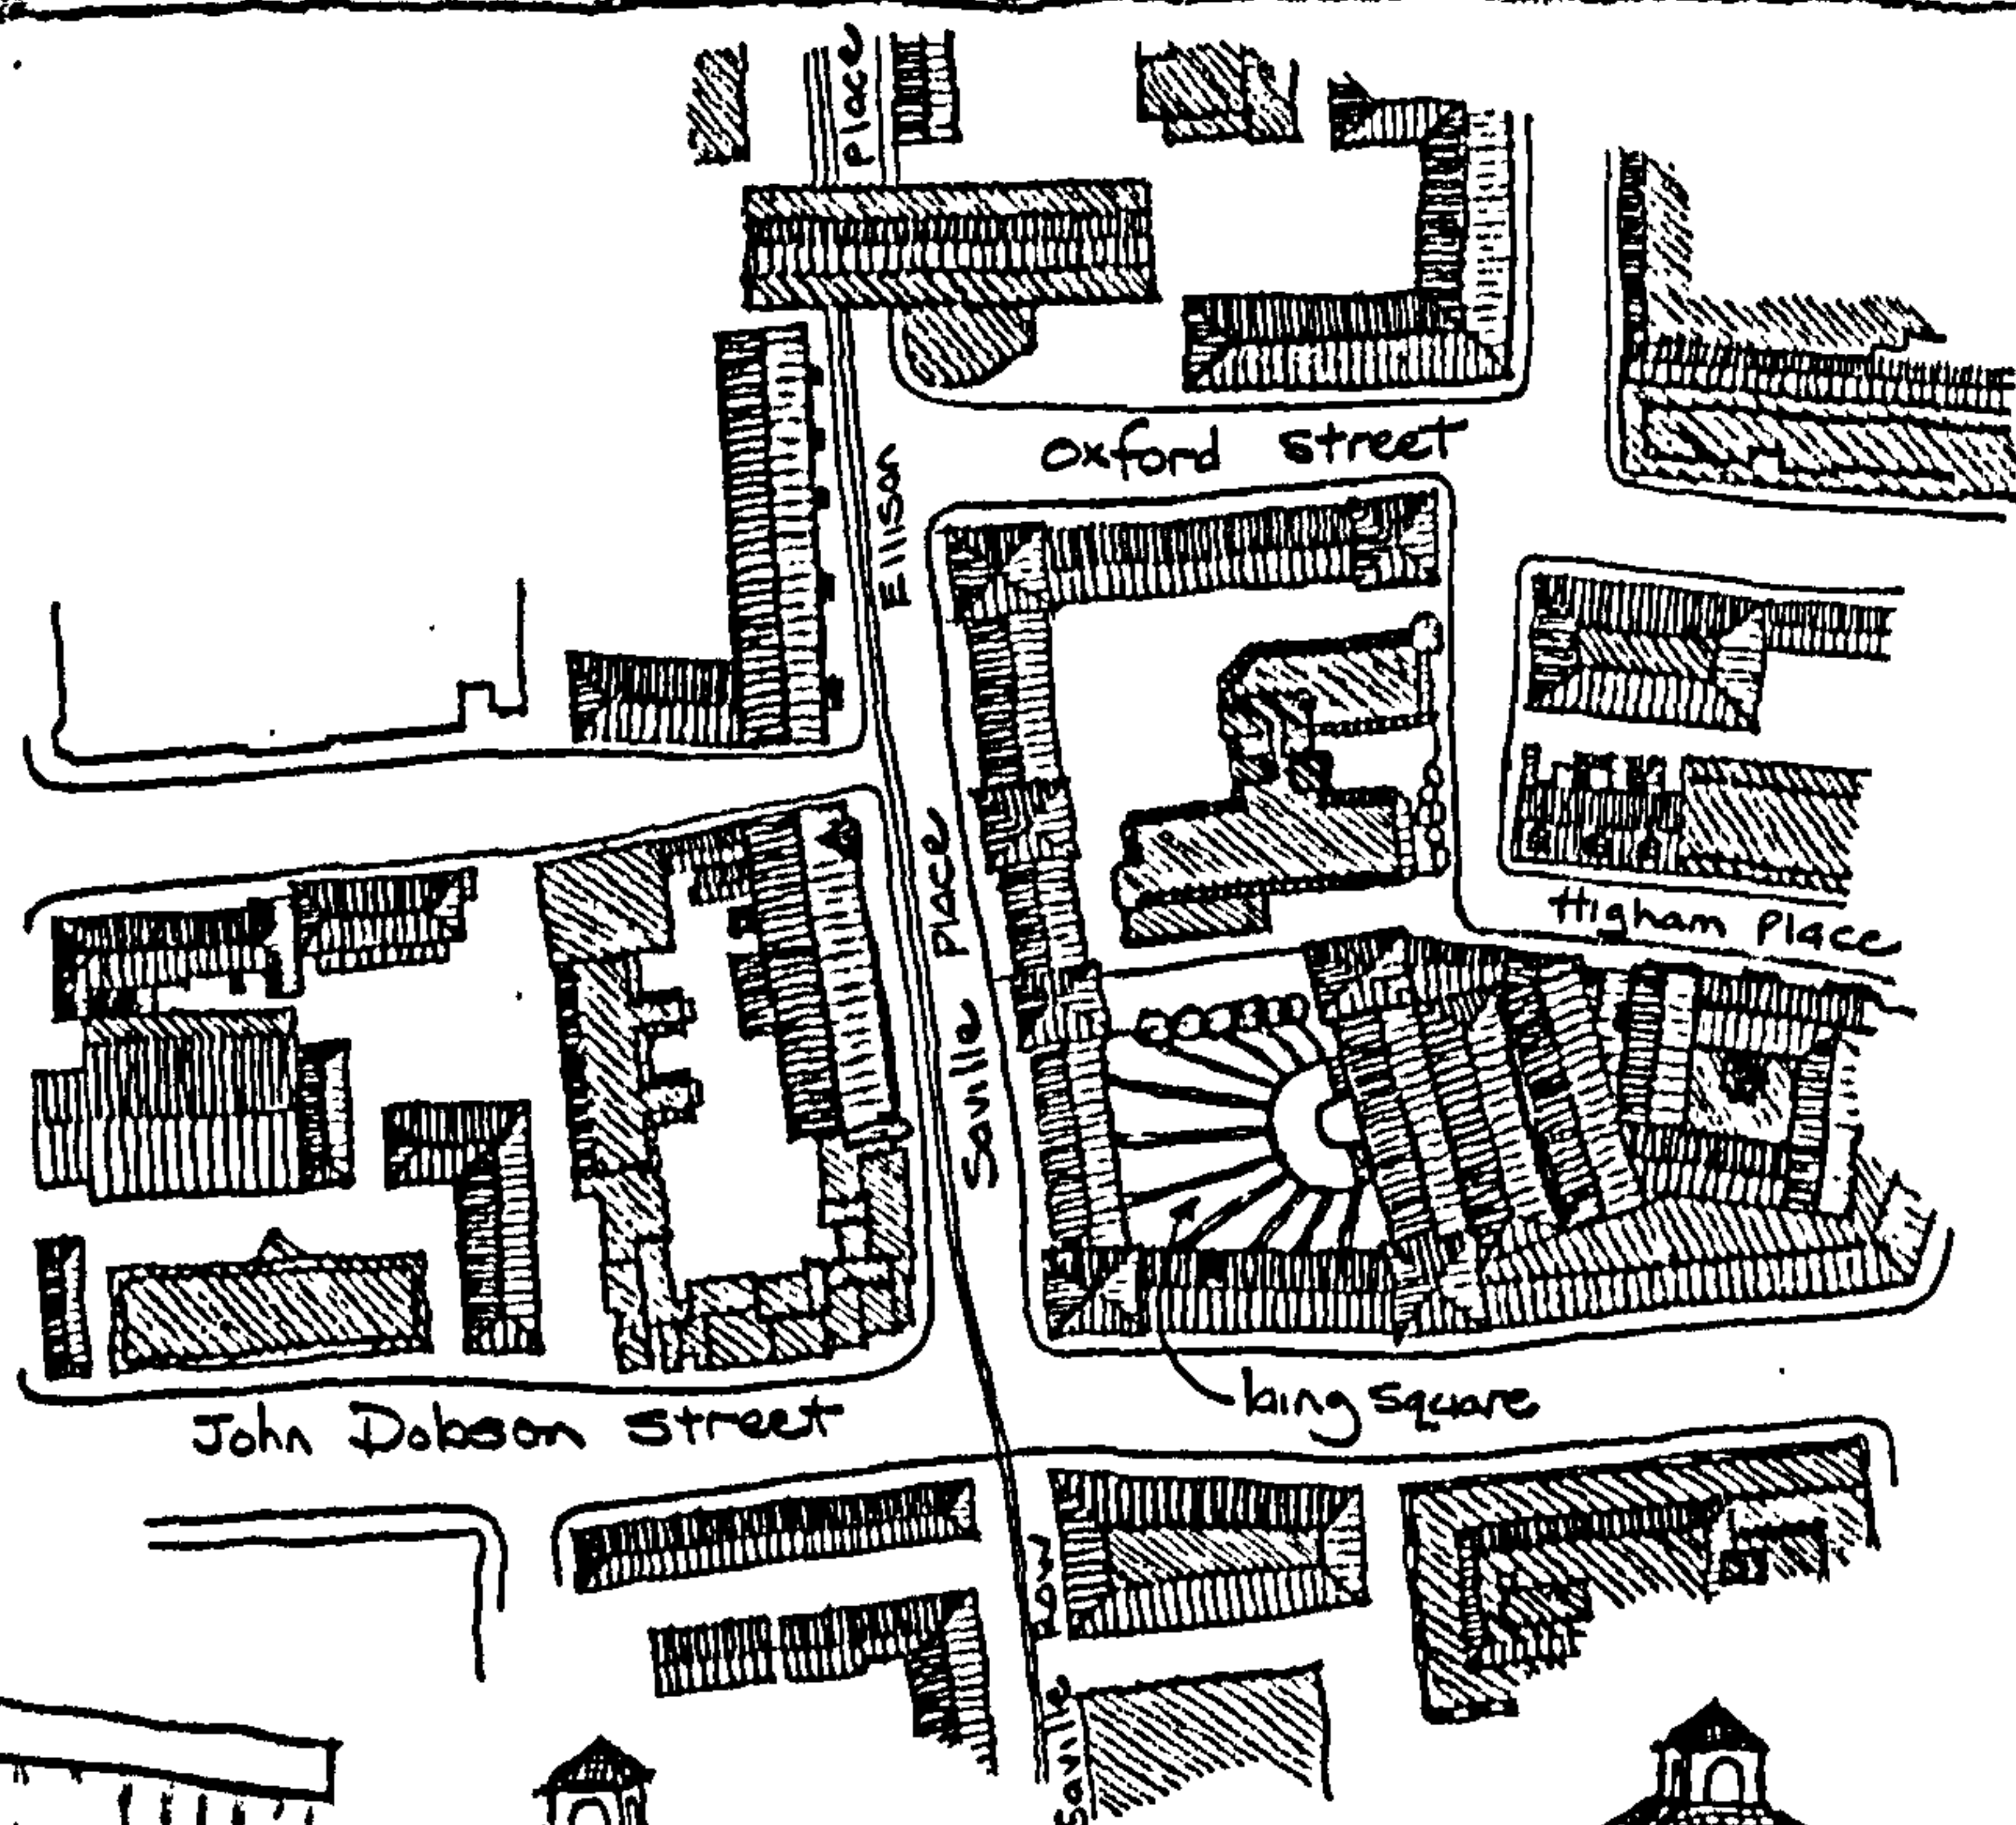 Ellison Place
Oxford Street
Saville Place
Higham Place
John Dobson Street
king square
Saville Row